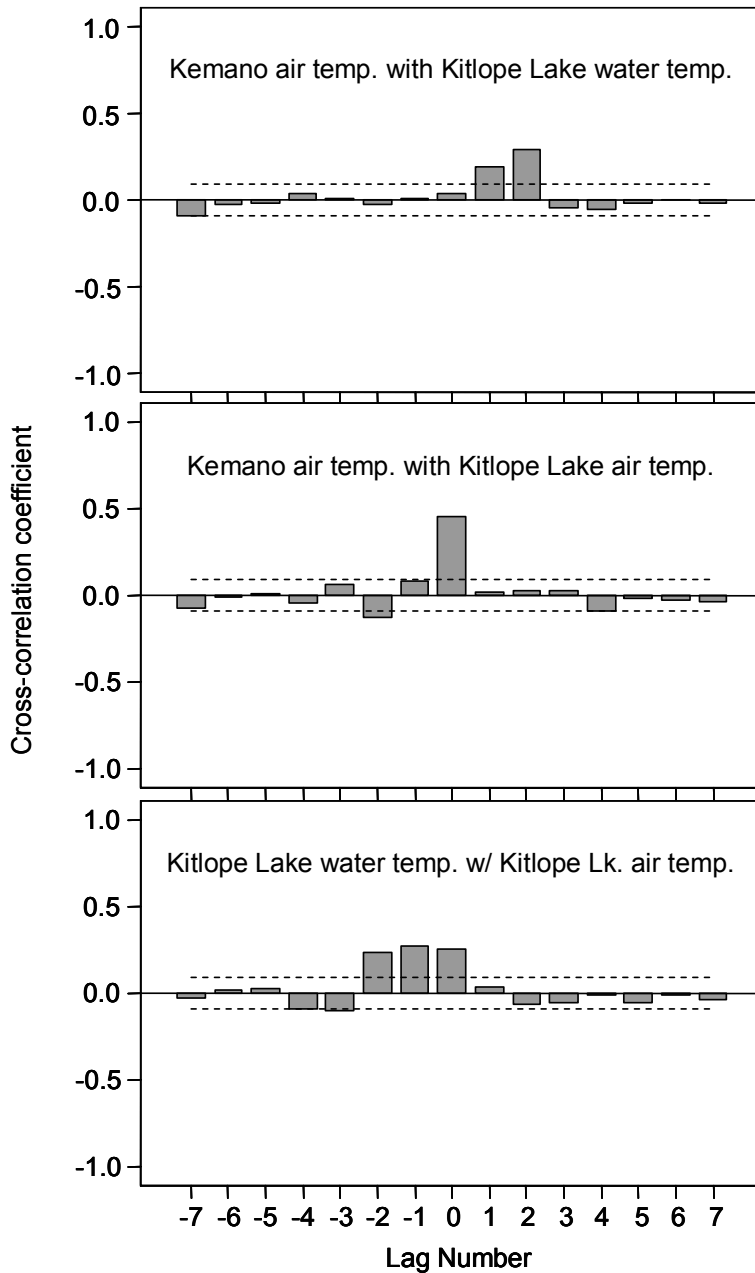 Cross-correlation coefficient
1.0
Kemano air temp. with Kitlope Lake water temp.
0.5
0.0
-0.5
-1.0
1.0
Kemano air temp. with Kitlope Lake air temp.
0.5
0.0
-0.5
-1.0
1.0
Kitlope Lake water temp. w/ Kitlope Lk. air temp.
0.5
0.0
-0.5
-1.0
-7 -6 -5 -4 -3 -2 -1 0 1 2 3 4 5 6 7
Lag Number